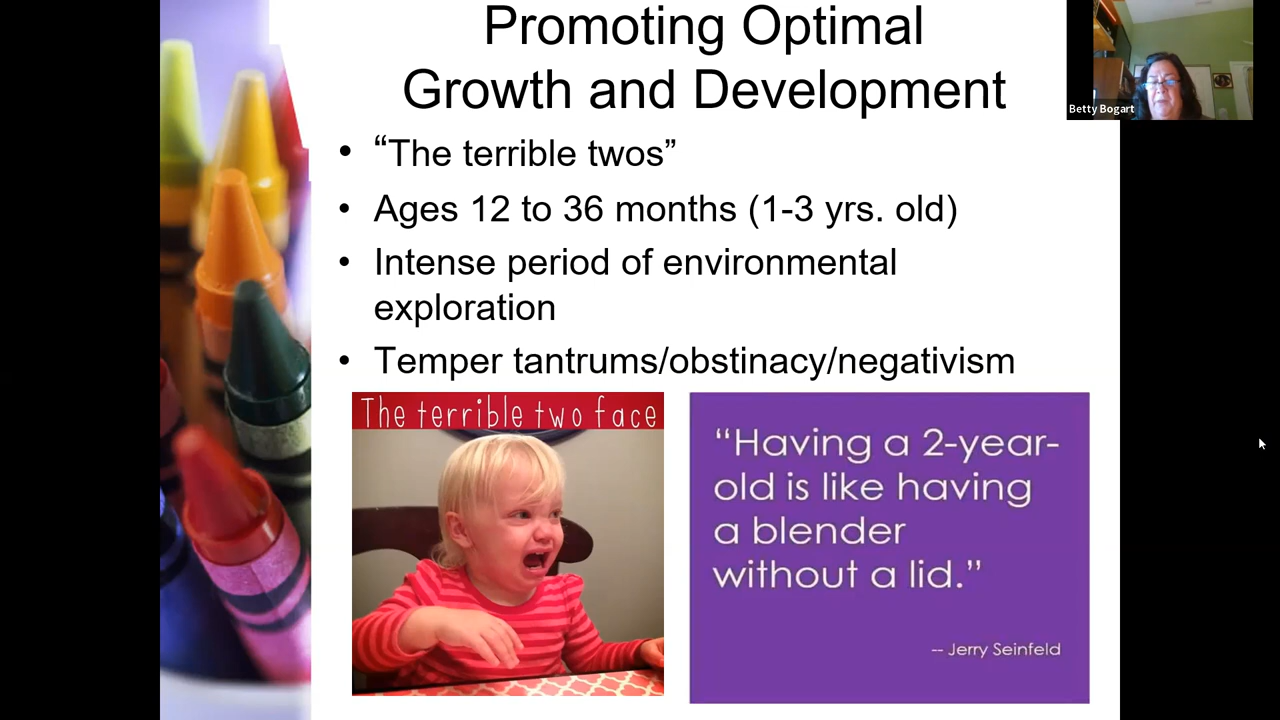 Promoting Optimal
Growth and Development
Betty Bogart
• “The terrible twos”
• Ages 12 to 36 months (1-3 yrs. old)
• Intense period of environmental
exploration
• Temper tantrums/obstinacy/negativism
The terrible two face
“Having a 2-year-
old is like having
a blender
without a lid.”
-- Jerry Seinfeld